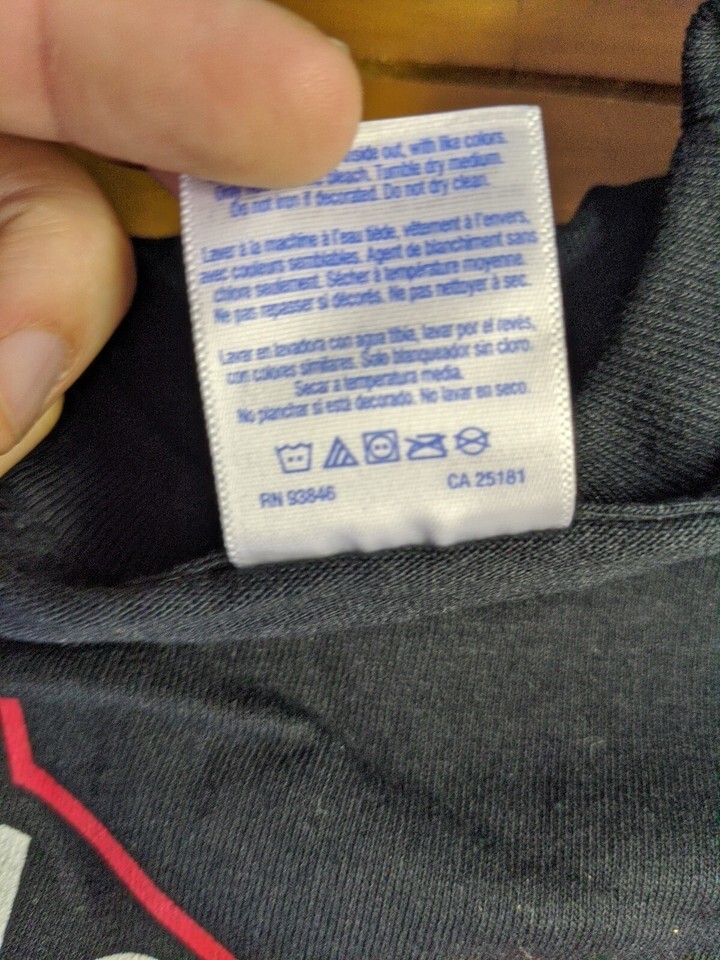 inside out, with like colors.
bleach. Tumble dry medium.
Do not iron if decorated. Do not dry clean.
Laver à la machine à l'eau tiède, vêtement à l'envers,
avec couleurs semblables. Agent de blanchiment sans
chlore seulement. Sécher à température moyenne.
Ne pas repasser si décorés. Ne pas nettoyer à sec.
Lavar en lavadora con agua tibia, lavar por el revés,
con colores similares. Solo blanqueador sin cloro.
Secar a temperatura media.
No planchar si está decorado. No lavar en seco.
RN 93846
CA 25181